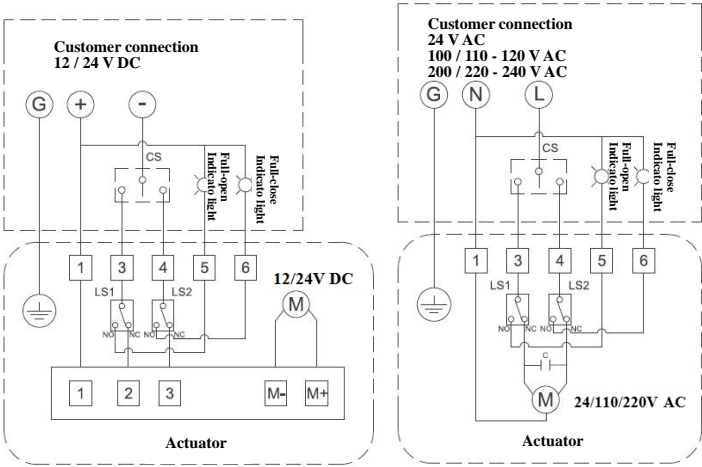 Customer connection
12 / 24 V DC
G + -
CS
Full-open
Indicato light
Full-close
Indicato light
1 3 4 5 6
LS1 LS2
12/24V DC
M
NO NC NO NC
1 2 3 M- M+
Actuator
Customer connection
24 V AC
100 / 110 - 120 V AC
200 / 220 - 240 V AC
G N L
CS
Full-open
Indicato light
Full-close
Indicato light
1 3 4 5 6
LS1 LS2
NO NC NO NC
C
M
24/110/220V AC
Actuator